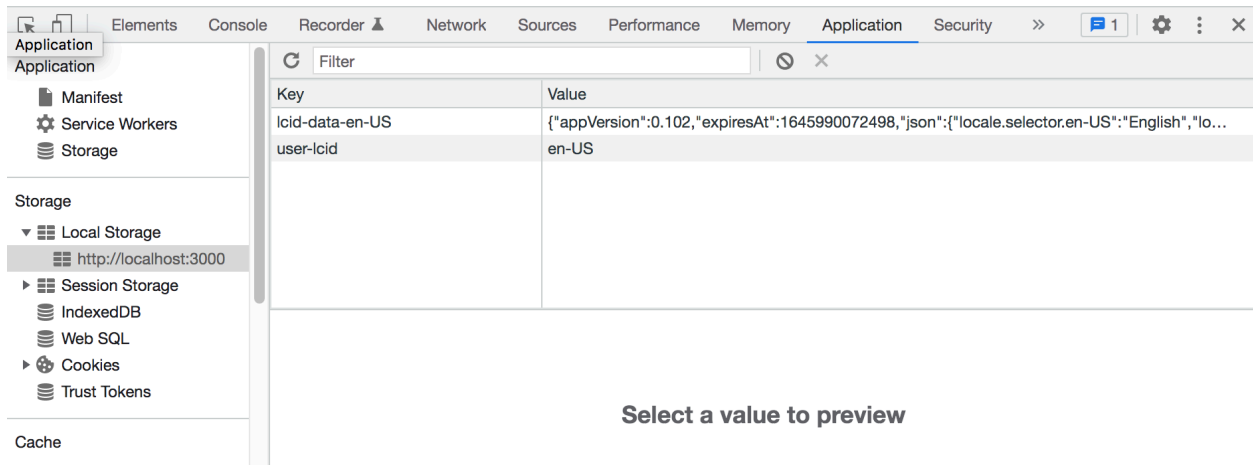 Elements Console Recorder Network Sources Performance Memory Application Security » 1
Application
Application
Manifest
Service Workers
Storage
Storage
Local Storage
http://localhost:3000
Session Storage
IndexedDB
Web SQL
Cookies
Trust Tokens
Cache
Filter
Key Value
lcid-data-en-US {"appVersion":0.102,"expiresAt":1645990072498,"json":{"locale.selector.en-US":"English","lo…
user-lcid en-US
Select a value to preview